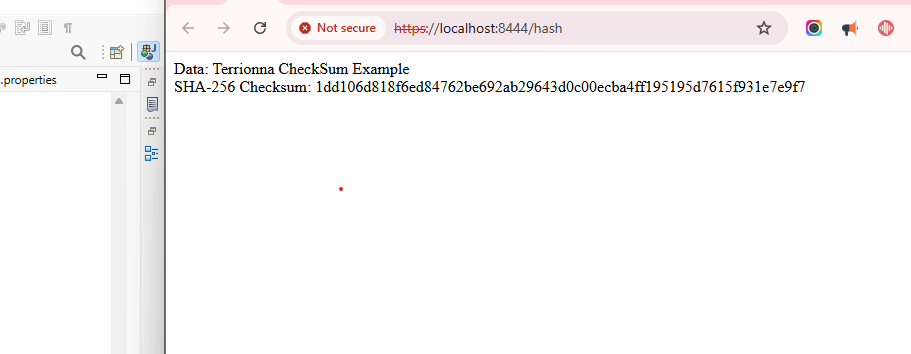 Not secure https://localhost:8444/hash
.properties
Data: Terrionna CheckSum Example
SHA-256 Checksum: 1dd106d818f6ed84762be692ab29643d0c00ecba4ff195195d7615f931e7e9f7